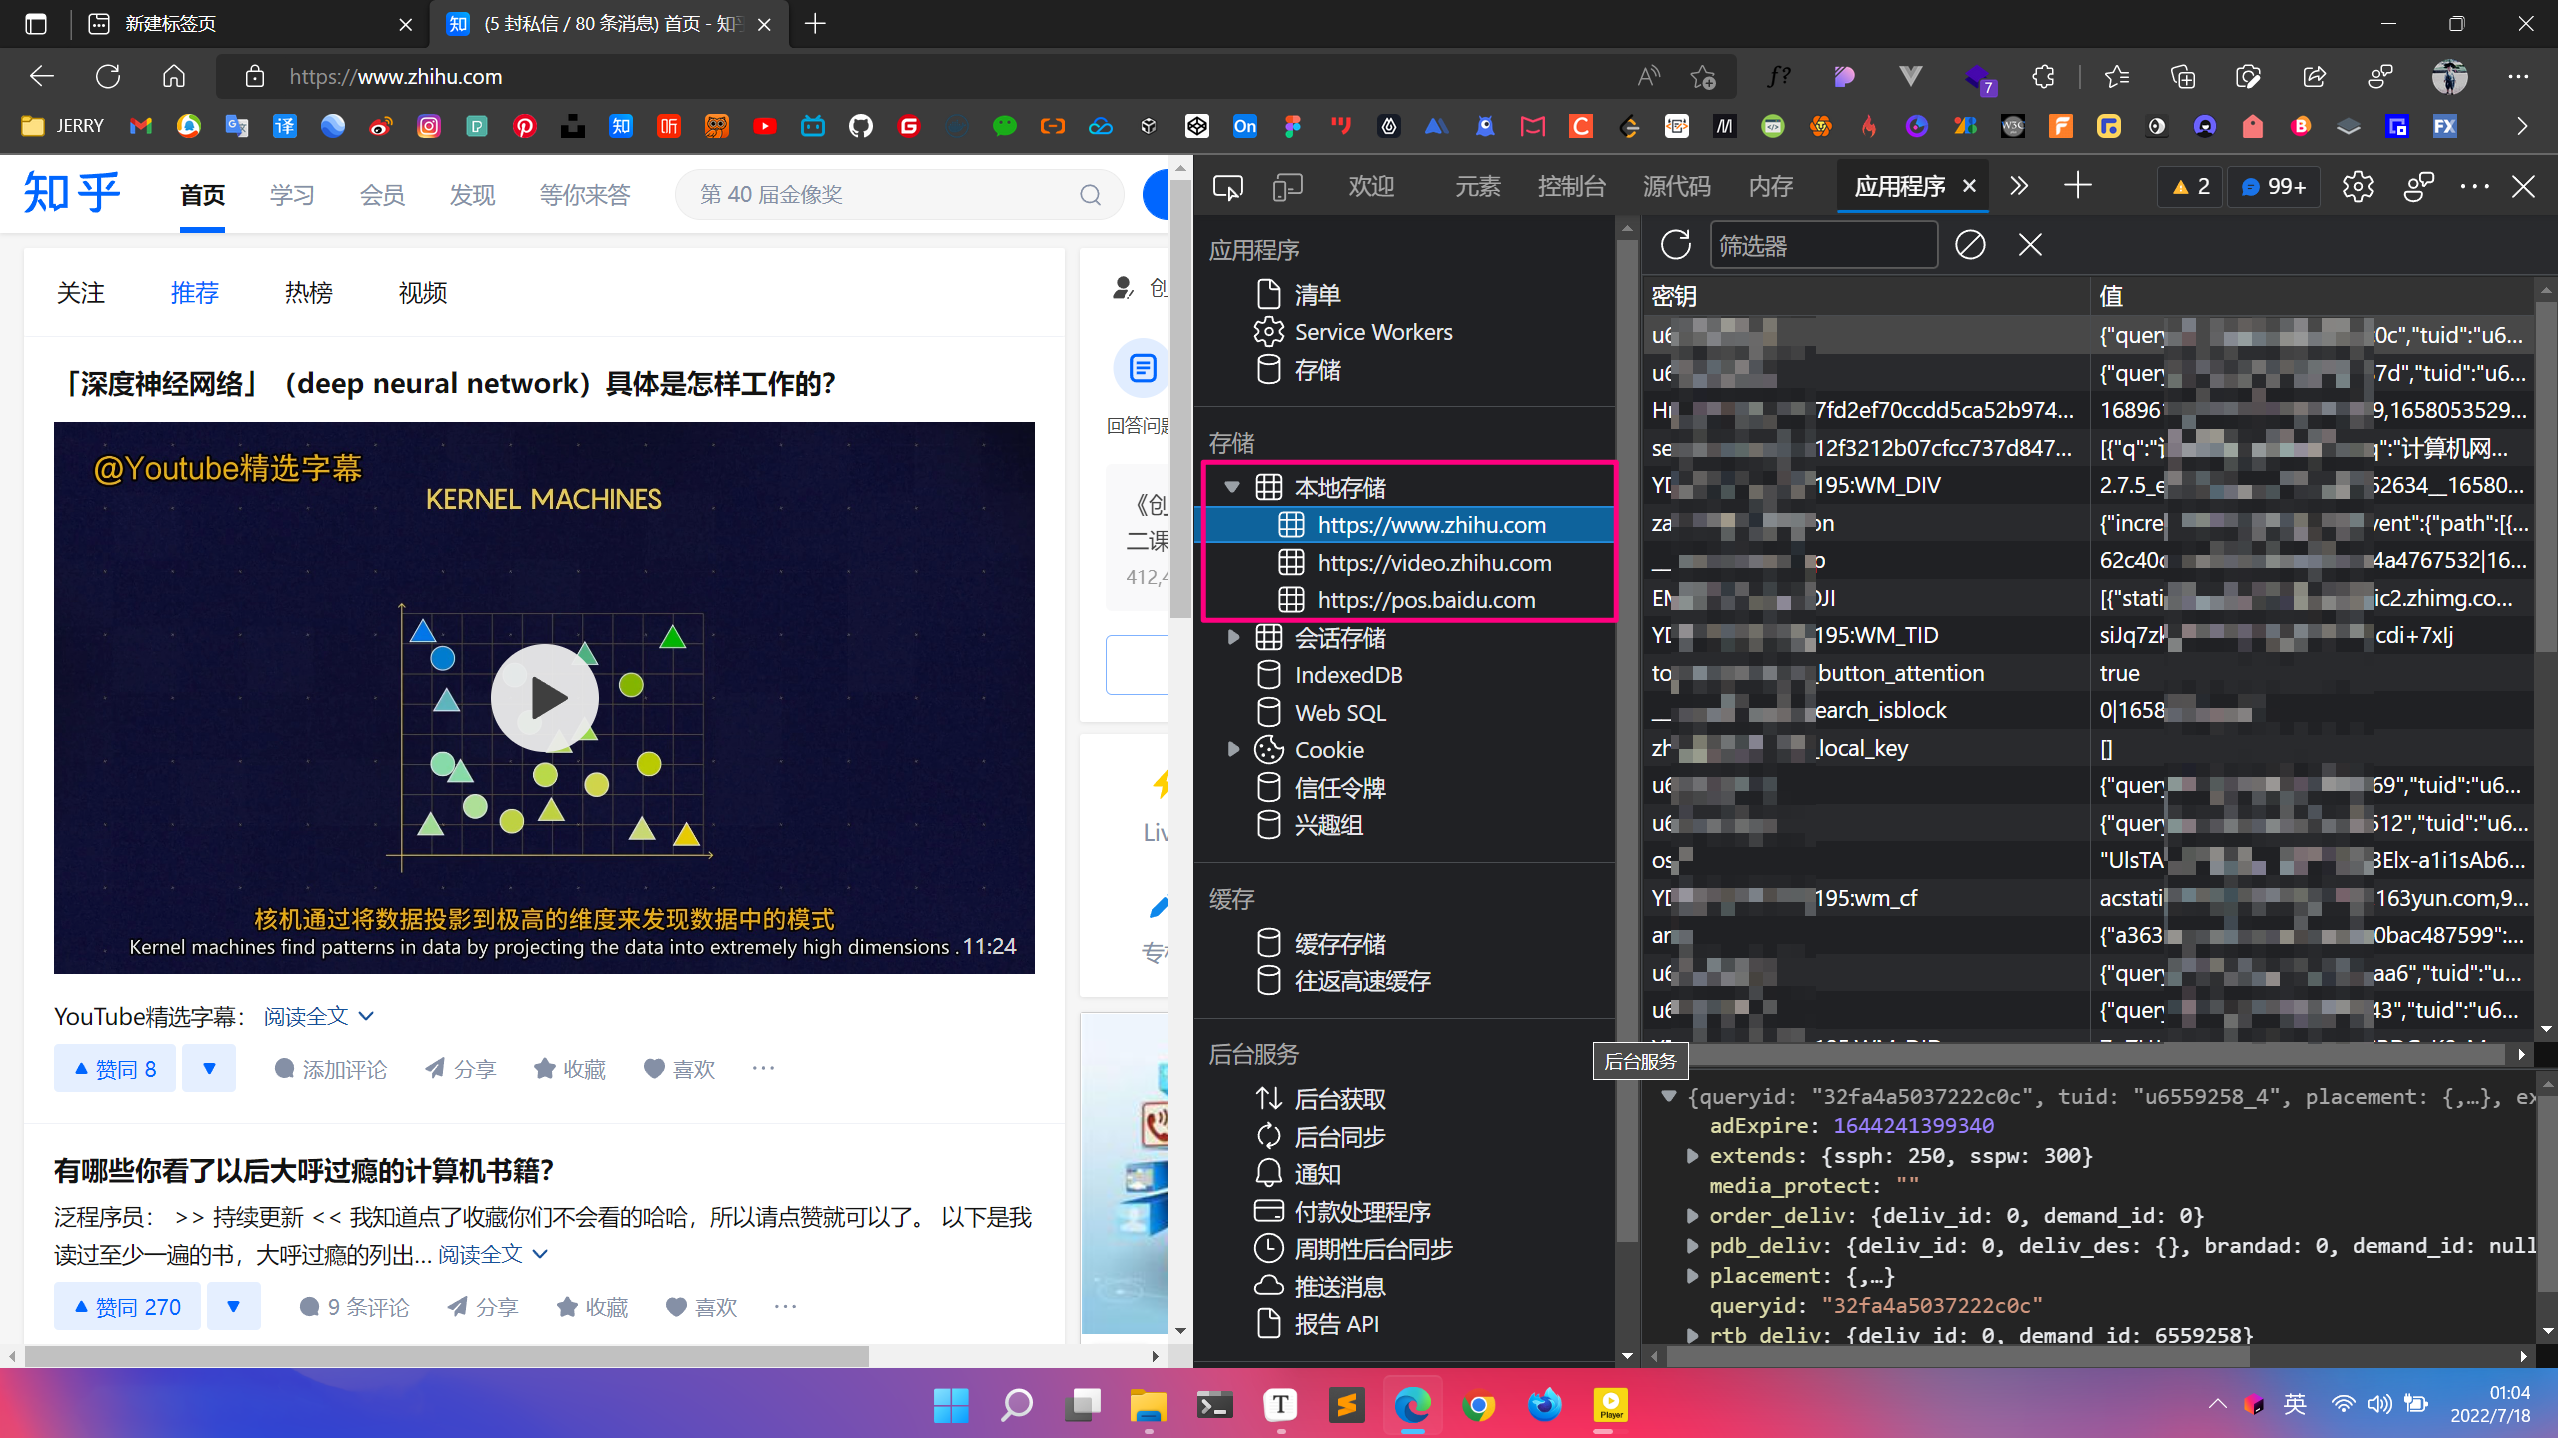 新建标签页
(5 封私信 / 80 条消息) 首页 - 知
https://www.zhihu.com
7
JERRY
知乎
首页
学习
会员
发现
等你来答
第 40 届金像奖
关注
推荐
热榜
视频
「深度神经网络」（deep neural network）具体是怎样工作的？
@Youtube精选字幕
KERNEL MACHINES
核机通过将数据投影到极高的维度来发现数据中的模式
Kernel machines find patterns in data by projecting the data into extremely high dimensions .
11:24
YouTube精选字幕： 阅读全文
赞同 8
添加评论
分享
收藏
喜欢
有哪些你看了以后大呼过瘾的计算机书籍？
泛程序员： >> 持续更新 << 我知道点了收藏你们不会看的哈哈，所以请点赞就可以了。 以下是我
读过至少一遍的书，大呼过瘾的列出... 阅读全文
赞同 270
9 条评论
分享
收藏
喜欢
创
回答问题
《创
二课
412,4
Liv
欢迎
元素
控制台
源代码
内存
应用程序
2
99+
应用程序
清单
Service Workers
存储
存储
本地存储
https://www.zhihu.com
https://video.zhihu.com
https://pos.baidu.com
会话存储
IndexedDB
Web SQL
Cookie
信任令牌
兴趣组
缓存
缓存存储
往返高速缓存
后台服务
后台获取
后台同步
通知
付款处理程序
周期性后台同步
推送消息
报告 API
后台服务
筛选器
密钥
值
u6
{"query
c0c","tuid":"u6...
u6
{"query
57d","tuid":"u6...
7fd2ef70ccdd5ca52b974...
16896
9,1658053529...
se
12f3212b07cfcc737d847...
[{"q":"
q":"计算机网...
195:WM_DIV
2.7.5_e
52634__16580...
za
on
{"incre
vent":{"path":[{...
__
p
62c40c
4a4767532|16...
EM
OJI
[{"stati
ic2.zhimg.co...
195:WM_TID
siJq7zk
cdi+7xIj
to
_button_attention
true
__
earch_isblock
0|1658
zh
_local_key
[]
u6
{"query
69","tuid":"u6...
u6
{"query
512","tuid":"u6...
os
"UlsTA
3Elx-a1i1sAb6...
195:wm_cf
acstati
163yun.com,9...
{"a363
0bac487599":...
u6
{"query
aa6","tuid":"u...
u6
{"query
43","tuid":"u6...
{queryid: "32fa4a5037222c0c", tuid: "u6559258_4", placement: {,…}, ex
adExpire: 1644241399340
extends: {ssph: 250, sspw: 300}
media_protect: ""
order_deliv: {deliv_id: 0, demand_id: 0}
pdb_deliv: {deliv_id: 0, deliv_des: {}, brandad: 0, demand_id: null
placement: {,…}
queryid: "32fa4a5037222c0c"
rtb_deliv: {deliv_id: 0, demand_id: 6559258}
英
01:04
2022/7/18